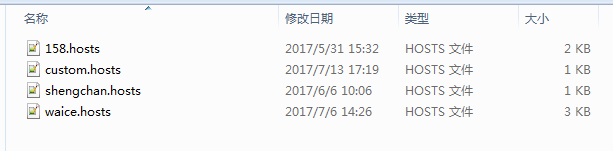 名称 修改日期 类型 大小
158.hosts 2017/5/31 15:32 HOSTS 文件 2 KB
custom.hosts 2017/7/13 17:19 HOSTS 文件 1 KB
shengchan.hosts 2017/6/6 10:06 HOSTS 文件 1 KB
waice.hosts 2017/7/6 14:26 HOSTS 文件 3 KB